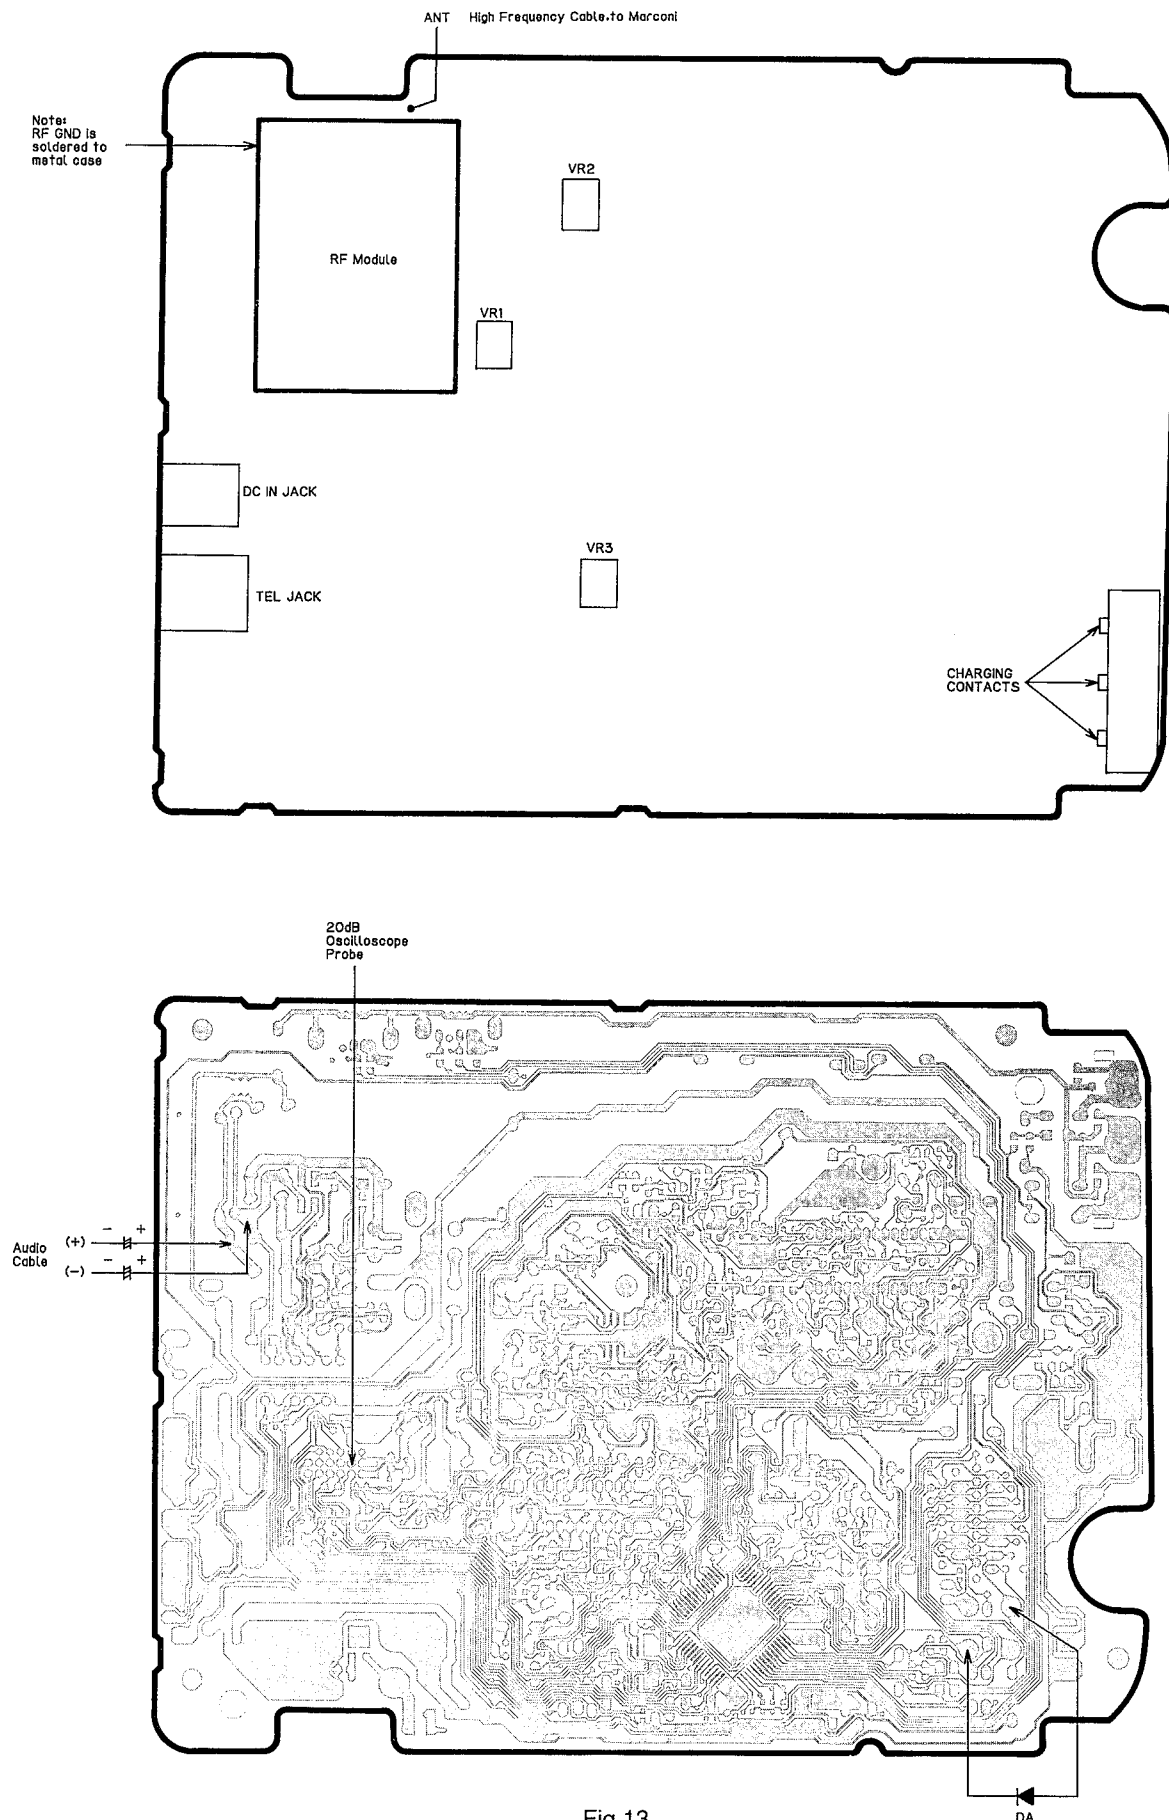 ANT High Frequency Cable.to Marconi
Note:
RF GND is
soldered to
metal case
VR2
RF Module
VR1
DC IN JACK
VR3
TEL JACK
CHARGING
CONTACTS
20dB
Oscilloscope
Probe
Audio
Cable
(+) - +
(-) - +
DA
Fig.13